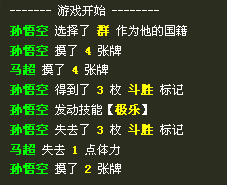 ------- 游戏开始 --------
孙悟空 选择了 群 作为他的国籍
孙悟空 摸了 4 张牌
马超 摸了 4 张牌
孙悟空 得到了 3 枚 斗胜 标记
孙悟空 发动技能【极乐】
孙悟空 失去了 3 枚 斗胜 标记
马超 失去 1 点体力
孙悟空 摸了 2 张牌